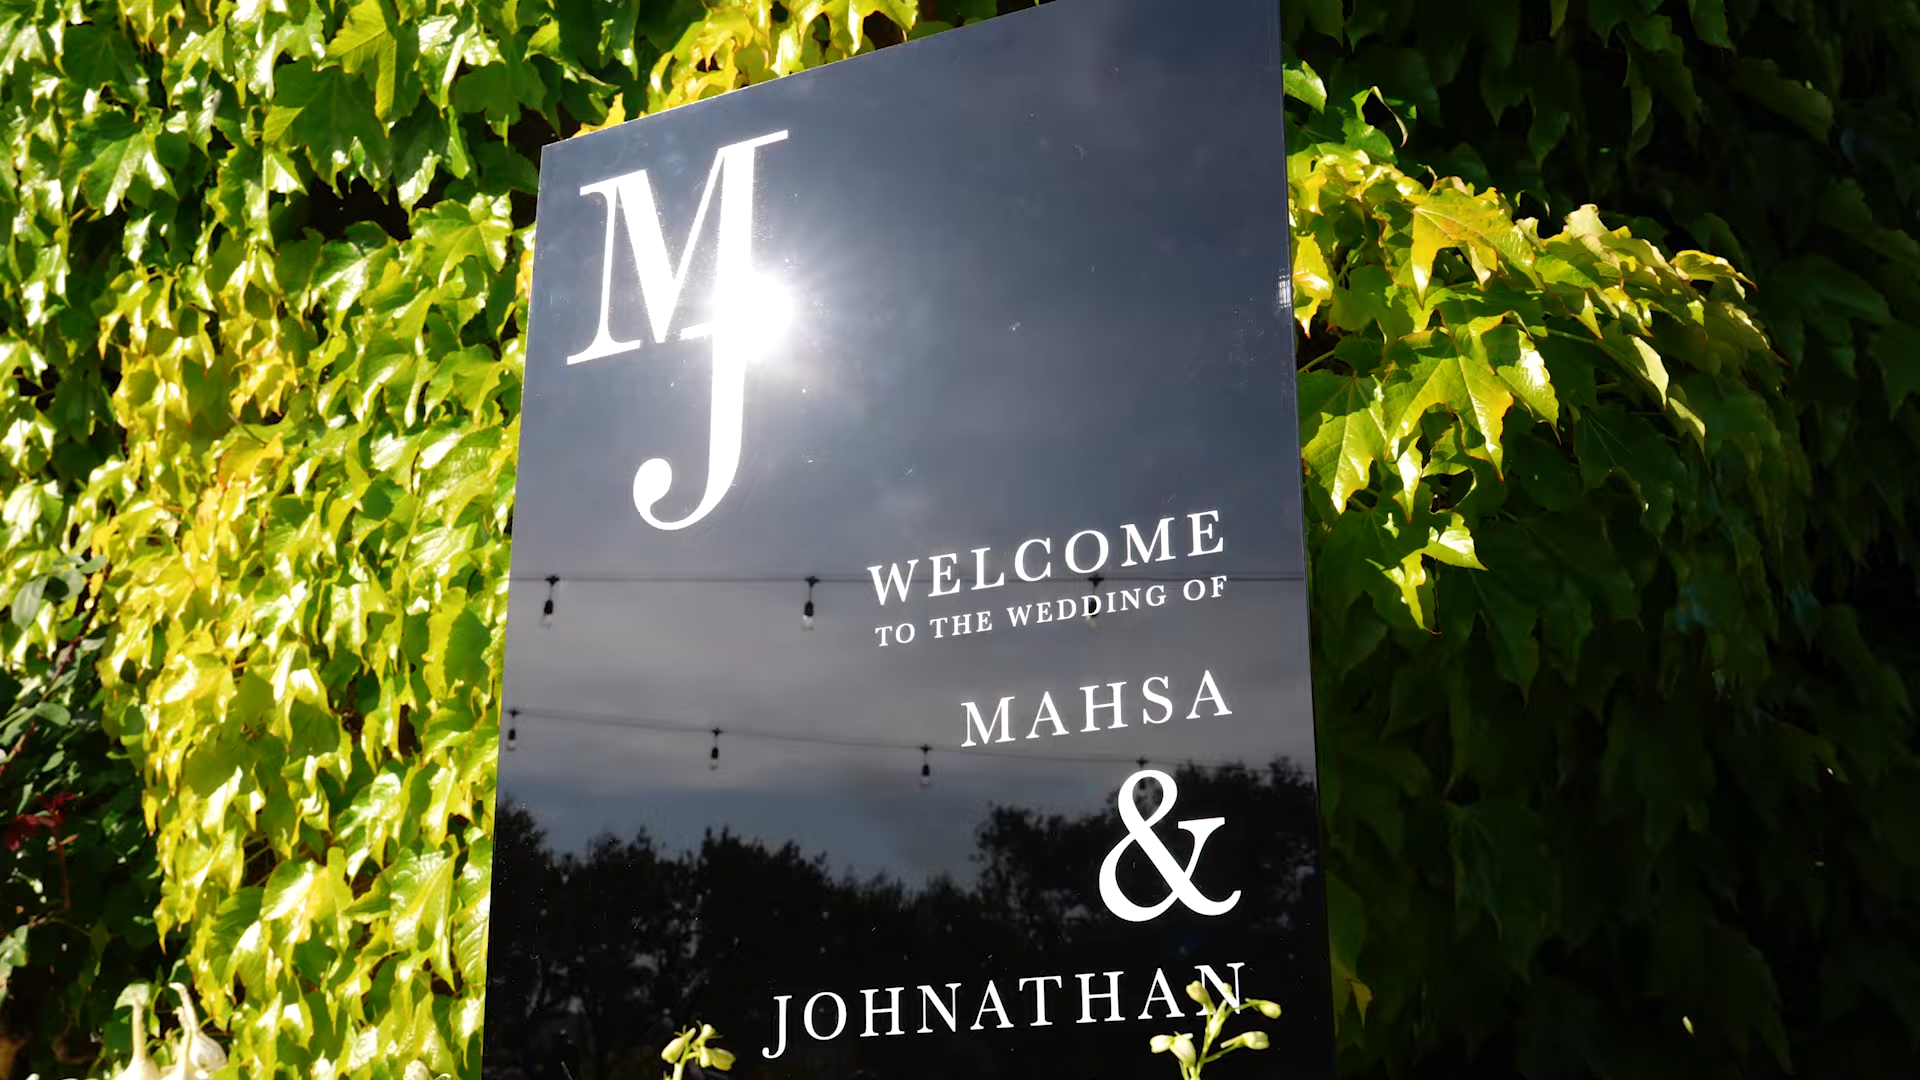 MJ
WELCOME
TO THE WEDDING OF
MAHSA
&
JOHNATHAN